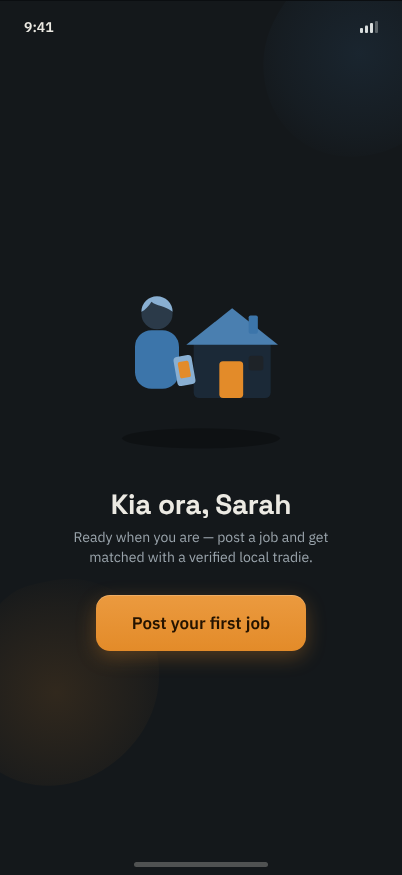 9:41
Kia ora, Sarah
Ready when you are — post a job and get
matched with a verified local tradie.
Post your first job